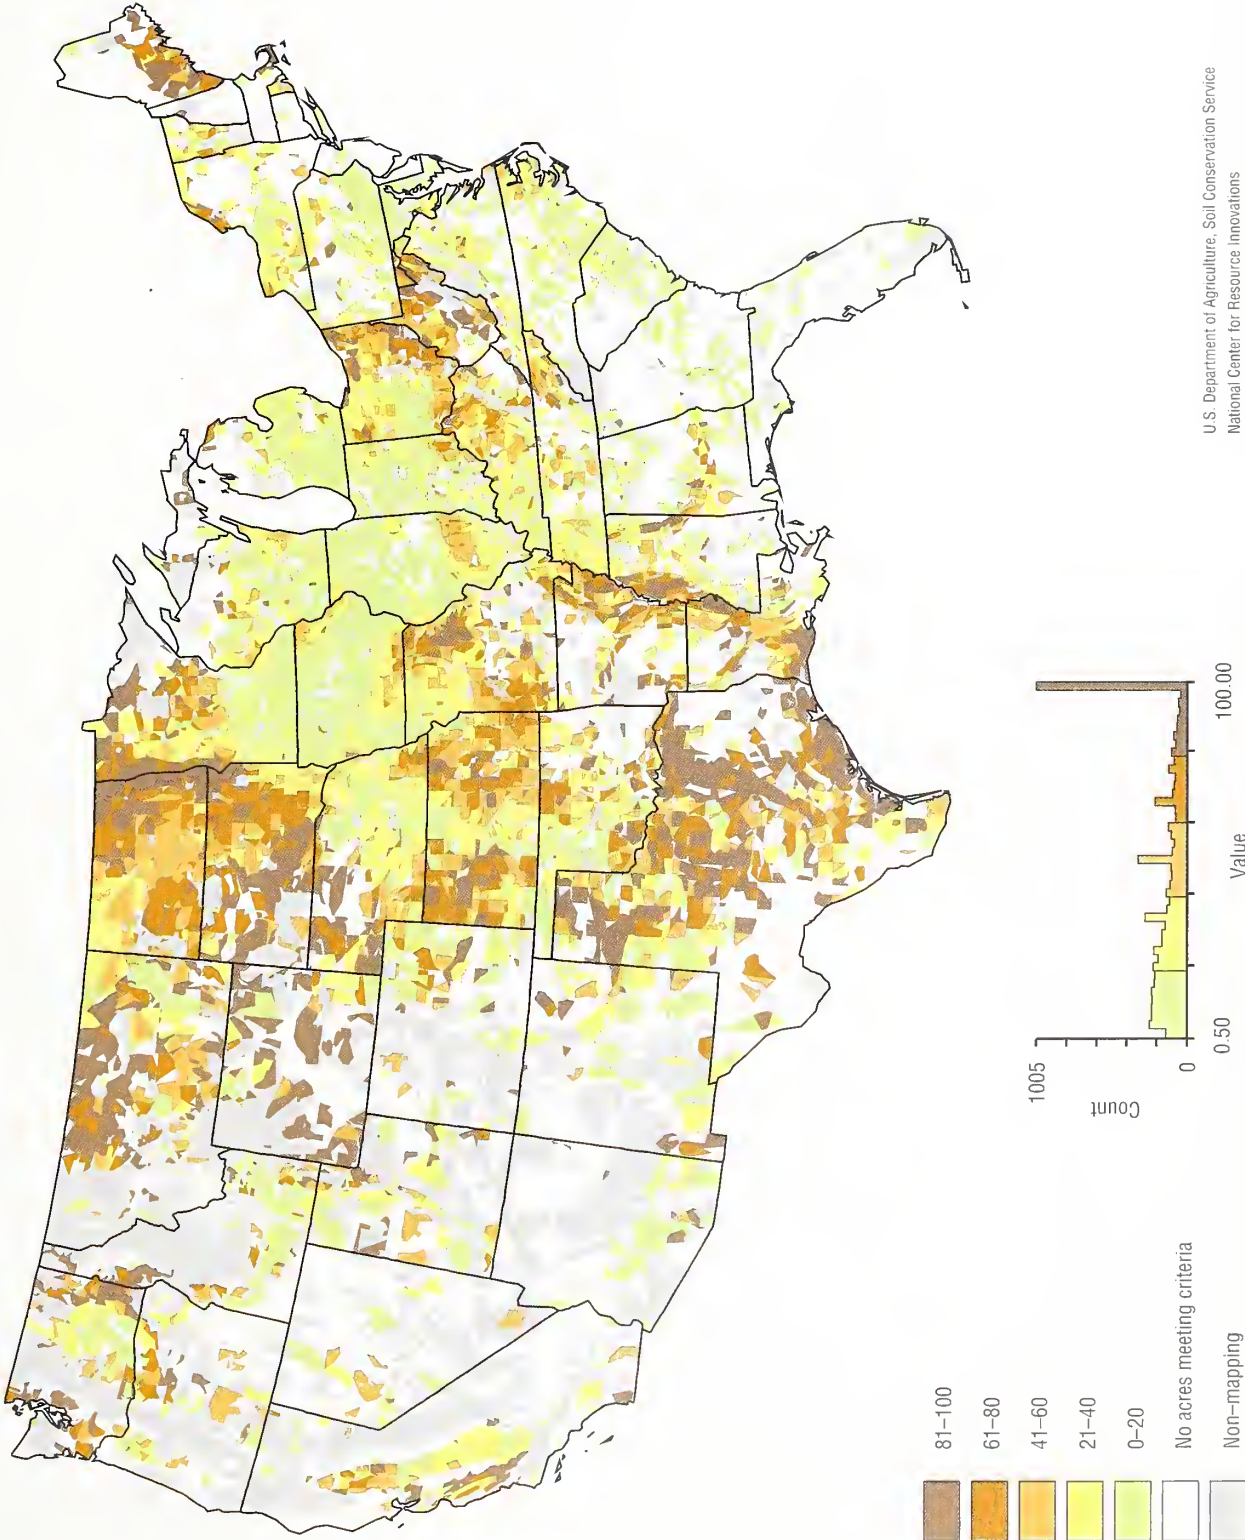 81–100
61–80
41–60
21–40
0–20
No acres meeting criteria
Non–mapping
1005
Count
0
0.50
Value
100.00
U.S. Department of Agriculture, Soil Conservation Service
National Center for Resource Innovations